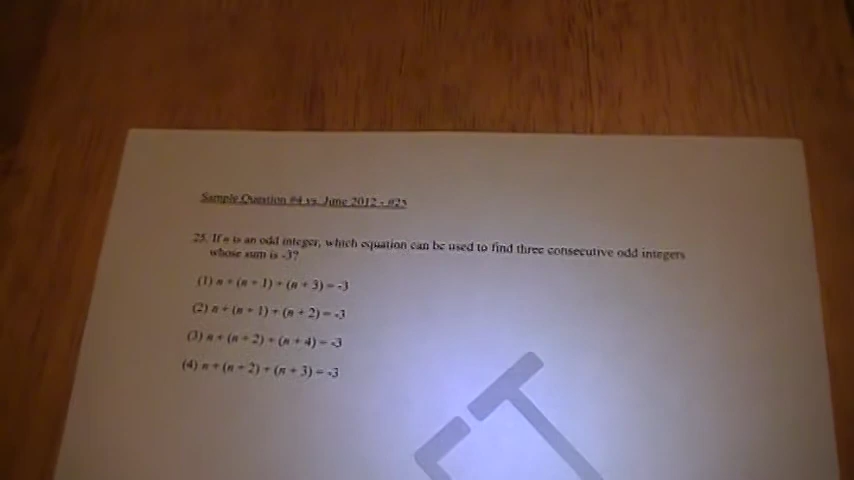 Sample Question #4 vs. June 2012 - #25
25. If n is an odd integer, which equation can be used to find three consecutive odd integers
whose sum is -3?
(1) n + (n + 1) + (n + 3) = -3
(2) n + (n + 1) + (n + 2) = -3
(3) n + (n + 2) + (n + 4) = -3
(4) n + (n + 2) + (n + 3) = -3